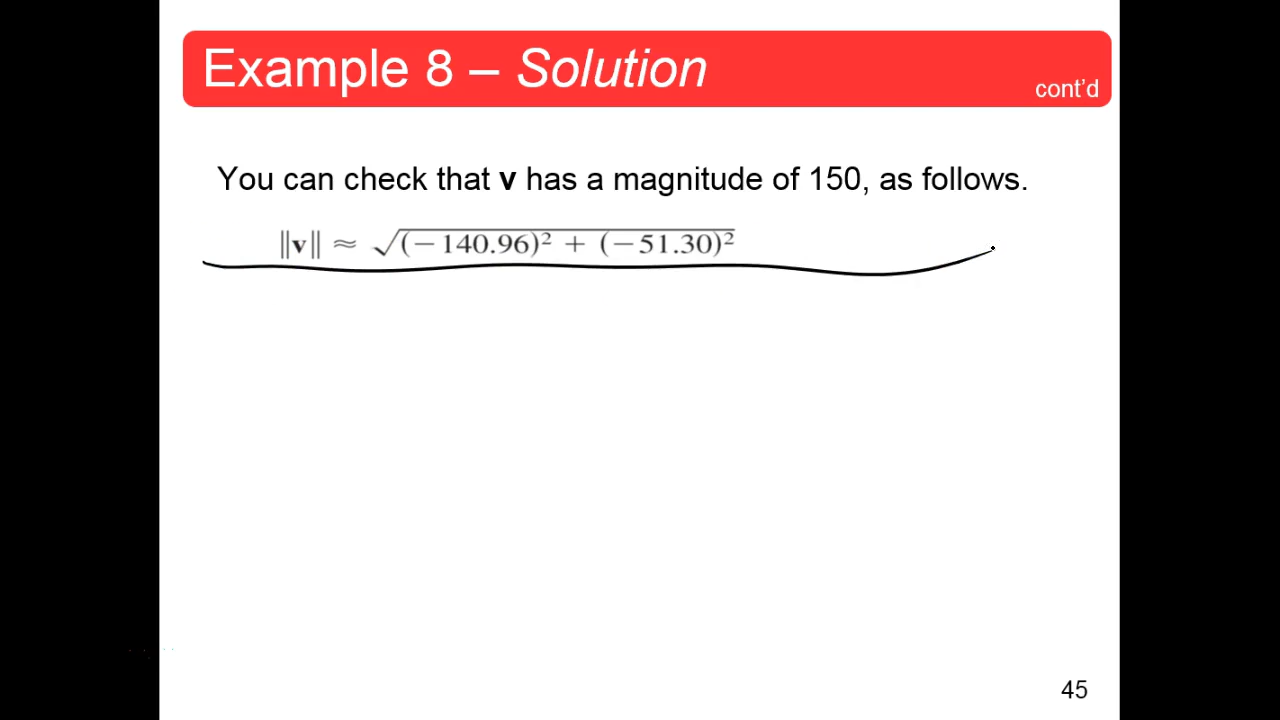 Example 8 – Solution
cont'd
You can check that v has a magnitude of 150, as follows.
||v|| ≈ √(−140.96)² + (−51.30)²
45